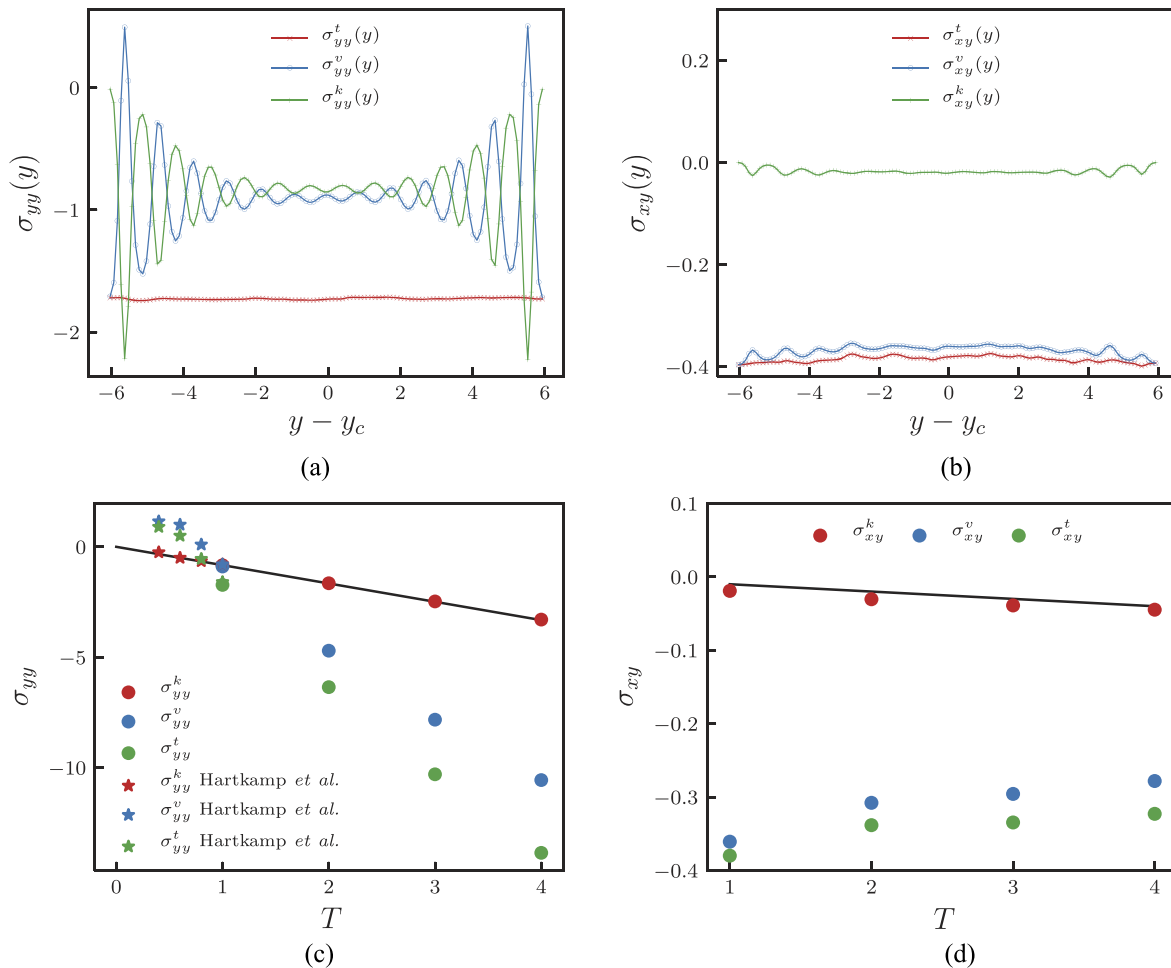 σ^t_yy(y)
σ^v_yy(y)
σ^k_yy(y)
0
−1
−2
σ_yy(y)
−6 −4 −2 0 2 4 6
y − y_c
(a)
σ^t_xy(y)
σ^v_xy(y)
σ^k_xy(y)
0.2
0.0
−0.2
−0.4
σ_xy(y)
−6 −4 −2 0 2 4 6
y − y_c
(b)
0
−5
−10
σ_yy
σ^k_yy
σ^v_yy
σ^t_yy
σ^k_yy Hartkamp et al.
σ^v_yy Hartkamp et al.
σ^t_yy Hartkamp et al.
0 1 2 3 4
T
(c)
σ^k_xy σ^v_xy σ^t_xy
0.1
0.0
−0.1
−0.2
−0.3
−0.4
σ_xy
1 2 3 4
T
(d)